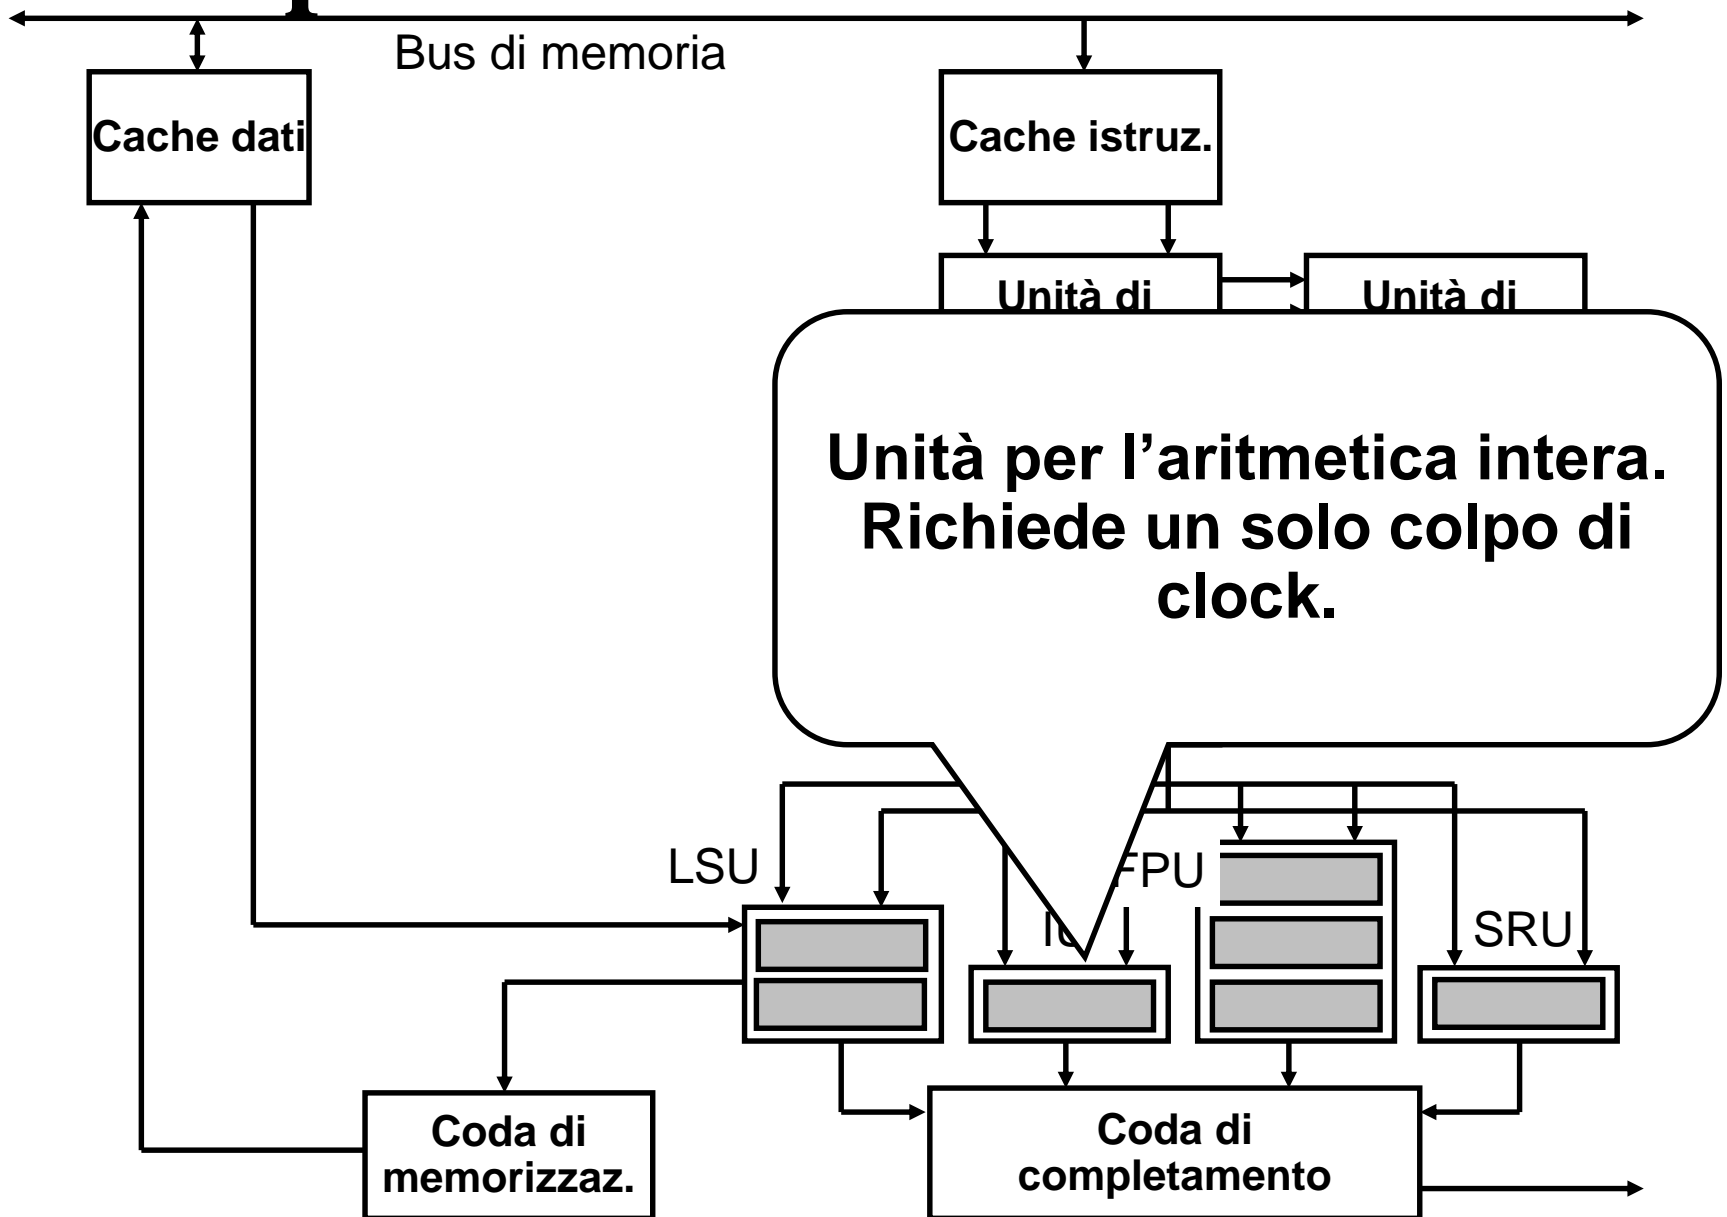 Bus di memoria
Cache dati
Cache istruz.
Unità di
Unità di
Unità per l’aritmetica intera.
Richiede un solo colpo di
clock.
LSU
FPU
SRU
Coda di
memorizzaz.
Coda di
completamento